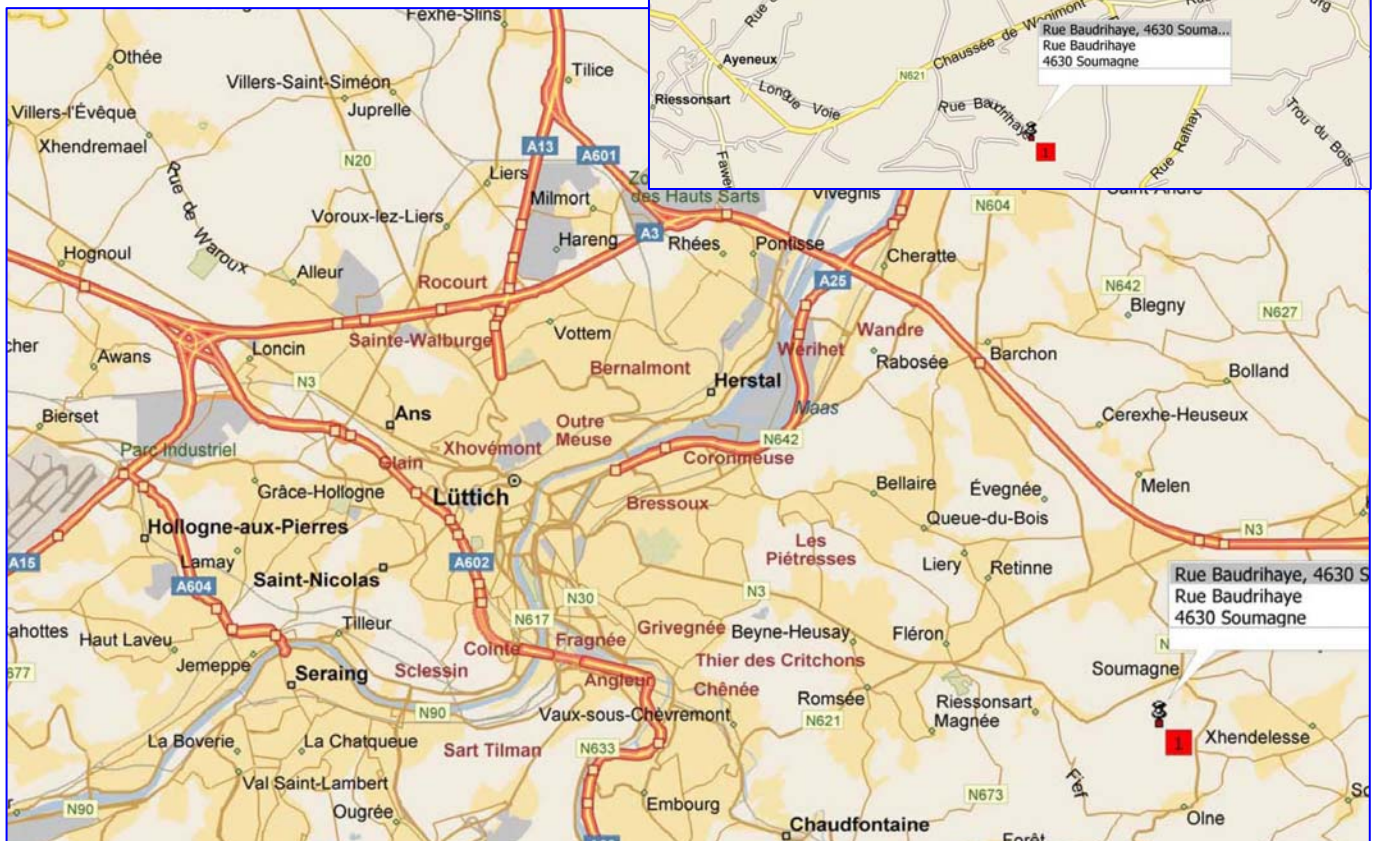 Fexhe-Slins
Othée
Tilice
Villers-Saint-Siméon
Juprelle
Villers-l'Évêque
Xhendremael
A13
A601
N20
Liers
Rue de Waroux
Milmort
des Hauts Sarts
Vivegnis
Voroux-lez-Liers
Hareng
A3
Rhées
Pontisse
N604
Cheratte
Hognoul
Alleur
Rocourt
A25
N642
Blegny
N627
Vottem
Sainte-Walburge
Wandre
Wérihet
Rabosée
Barchon
Awans
Loncin
Bernalmont
N3
Herstal
Bolland
Maas
Bierset
Ans
Outre
Meuse
Cerexhe-Heuseux
Parc Industriel
Xhovémont
N642
Glain
Coronmeuse
Grâce-Hollogne
Lüttich
Bellaire
Évegnée
Melen
Bressoux
Queue-du-Bois
Hollogne-aux-Pierres
N3
Les
Piétresses
A15
Lamay
A602
Liery
Retinne
A604
Saint-Nicolas
N30
N3
Rue Baudrihaye, 4630 S
Rue Baudrihaye
4630 Soumagne
N617
Tilleur
Grivegnée
Beyne-Heusay
Fléron
Haut Laveu
Fragnée
Cointe
Jemeppe
Thier des Critchons
Soumagne
Seraing
Sclessin
Angleur
Chênée
Romsée
Riessonsart
N90
Vaux-sous-Chèvremont
N621
Magnée
1
Xhendelesse
La Boverie
La Chatqueue
Sart Tilman
N633
Val Saint-Lambert
Fief
N673
N90
Ougrée
Embourg
Olne
Chaudfontaine
Forêt
Chaussée de Wégimont
Rue Baudrihaye, 4630 Souma...
Rue Baudrihaye
4630 Soumagne
Ayeneux
N621
Longue Voie
Riessonsart
Rue Baudrihaye
1
Rue Rafhay
Trou du Bois